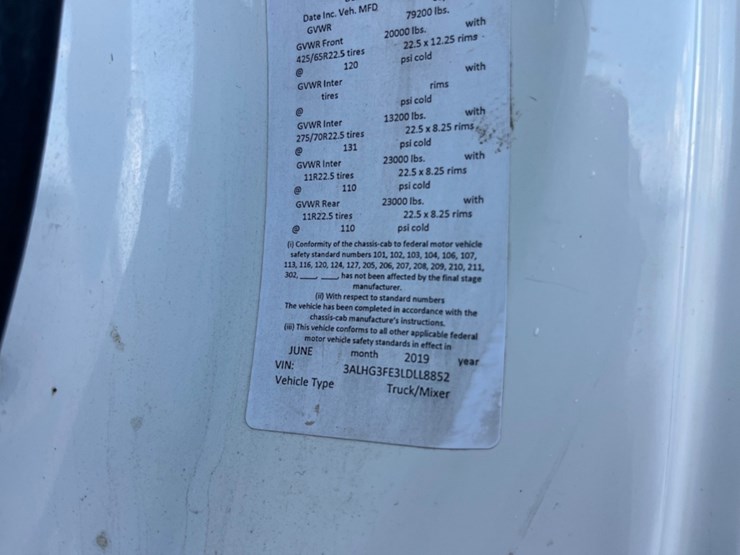 Date Inc. Veh. MFD
GVWR 79200 lbs.
GVWR Front 20000 lbs. with
425/65R22.5 tires 22.5 x 12.25 rims
@ 120 psi cold
GVWR Inter with
tires rims
@ psi cold
GVWR Inter 13200 lbs. with
275/70R22.5 tires 22.5 x 8.25 rims
@ 131 psi cold
GVWR Inter 23000 lbs. with
11R22.5 tires 22.5 x 8.25 rims
@ 110 psi cold
GVWR Rear 23000 lbs. with
11R22.5 tires 22.5 x 8.25 rims
@ 110 psi cold
(i) Conformity of the chassis-cab to federal motor vehicle
safety standard numbers 101, 102, 103, 104, 106, 107,
113, 116, 120, 124, 127, 205, 206, 207, 208, 209, 210, 211,
302, ____ ____, has not been affected by the final stage
manufacturer.
(ii) With respect to standard numbers
The vehicle has been completed in accordance with the
chassis-cab manufacture's instructions.
(iii) This vehicle conforms to all other applicable federal
motor vehicle safety standards in effect in
JUNE month 2019 year
VIN: 3ALHG3FE3LDLL8852
Vehicle Type Truck/Mixer